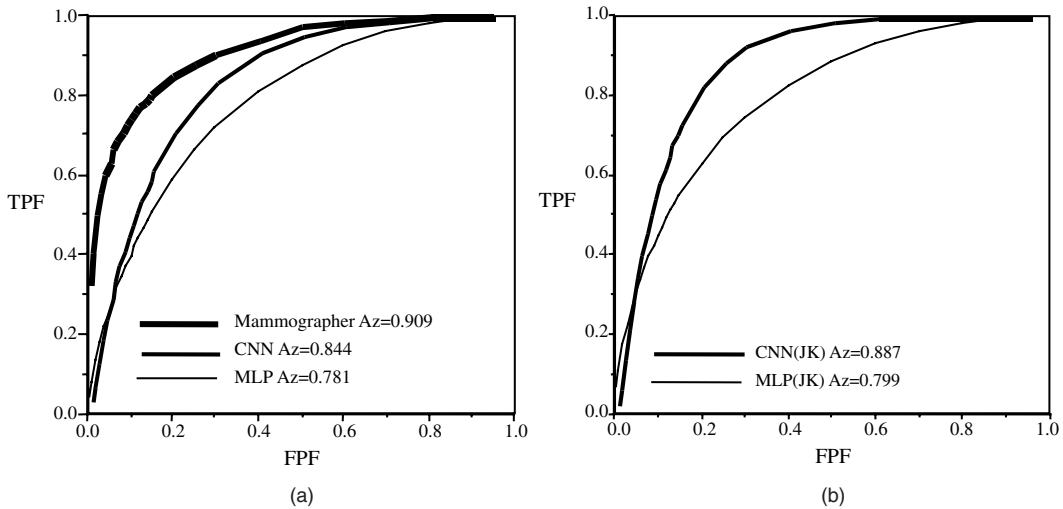 1.0
0.8
0.6
TPF
0.4
0.2
0.0
Mammographer Az=0.909
CNN Az=0.844
MLP Az=0.781
0.0 0.2 0.4 0.6 0.8 1.0
FPF
(a)
1.0
0.8
0.6
TPF
0.4
0.2
0.0
CNN(JK) Az=0.887
MLP(JK) Az=0.799
0.0 0.2 0.4 0.6 0.8 1.0
FPF
(b)